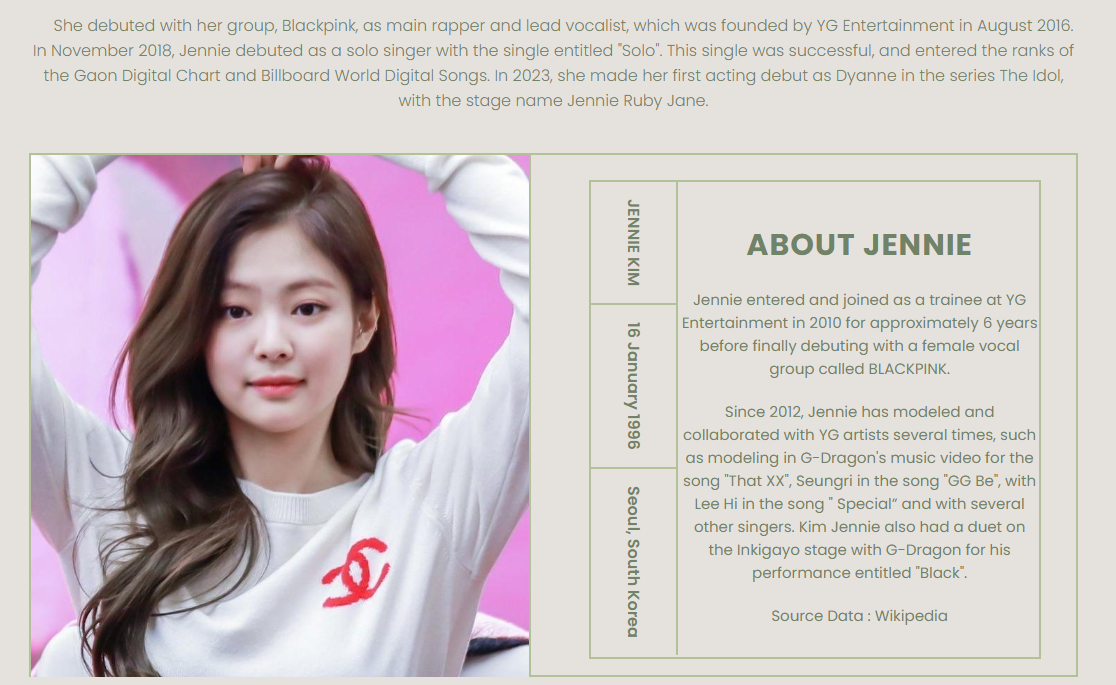 She debuted with her group, Blackpink, as main rapper and lead vocalist, which was founded by YG Entertainment in August 2016.
In November 2018, Jennie debuted as a solo singer with the single entitled "Solo". This single was successful, and entered the ranks of
the Gaon Digital Chart and Billboard World Digital Songs. In 2023, she made her first acting debut as Dyanne in the series The Idol,
with the stage name Jennie Ruby Jane.
JENNIE KIM
16 January 1996
Seoul, South Korea
ABOUT JENNIE
Jennie entered and joined as a trainee at YG
Entertainment in 2010 for approximately 6 years
before finally debuting with a female vocal
group called BLACKPINK.
Since 2012, Jennie has modeled and
collaborated with YG artists several times, such
as modeling in G-Dragon's music video for the
song "That XX", Seungri in the song "GG Be", with
Lee Hi in the song " Special” and with several
other singers. Kim Jennie also had a duet on
the Inkigayo stage with G-Dragon for his
performance entitled "Black".
Source Data : Wikipedia